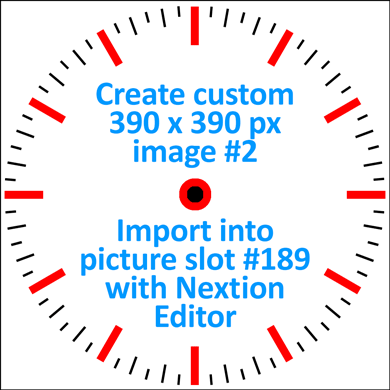 Create custom
390 x 390 px
image #2
Import into
picture slot #189
with Nextion
Editor